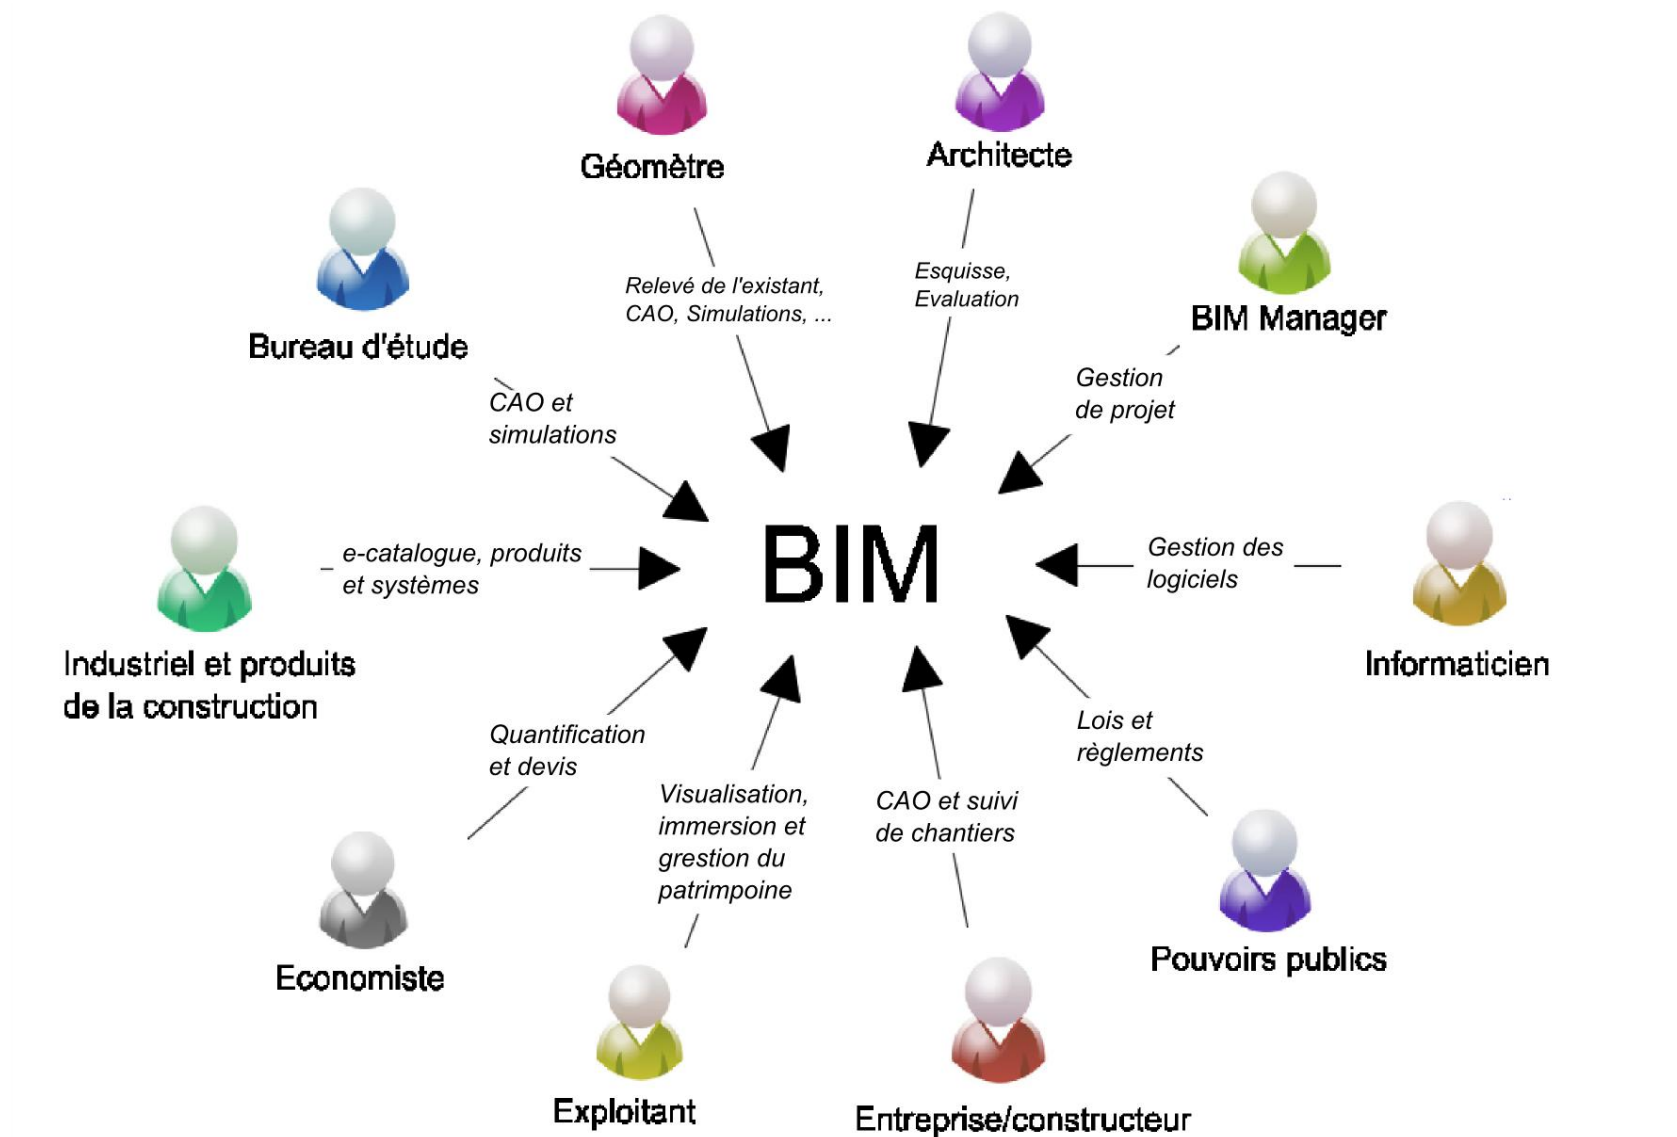 Géomètre
Architecte
Relevé de l'existant,
CAO, Simulations, ...
Esquisse,
Evaluation
BIM Manager
Bureau d'étude
Gestion
de projet
CAO et
simulations
BIM
e-catalogue, produits
et systèmes
Gestion des
logiciels
Industriel et produits
de la construction
Informaticien
Quantification
et devis
Lois et
règlements
Visualisation,
immersion et
grestion du
patrimpoine
CAO et suivi
de chantiers
Economiste
Pouvoirs publics
Exploitant
Entreprise/constructeur